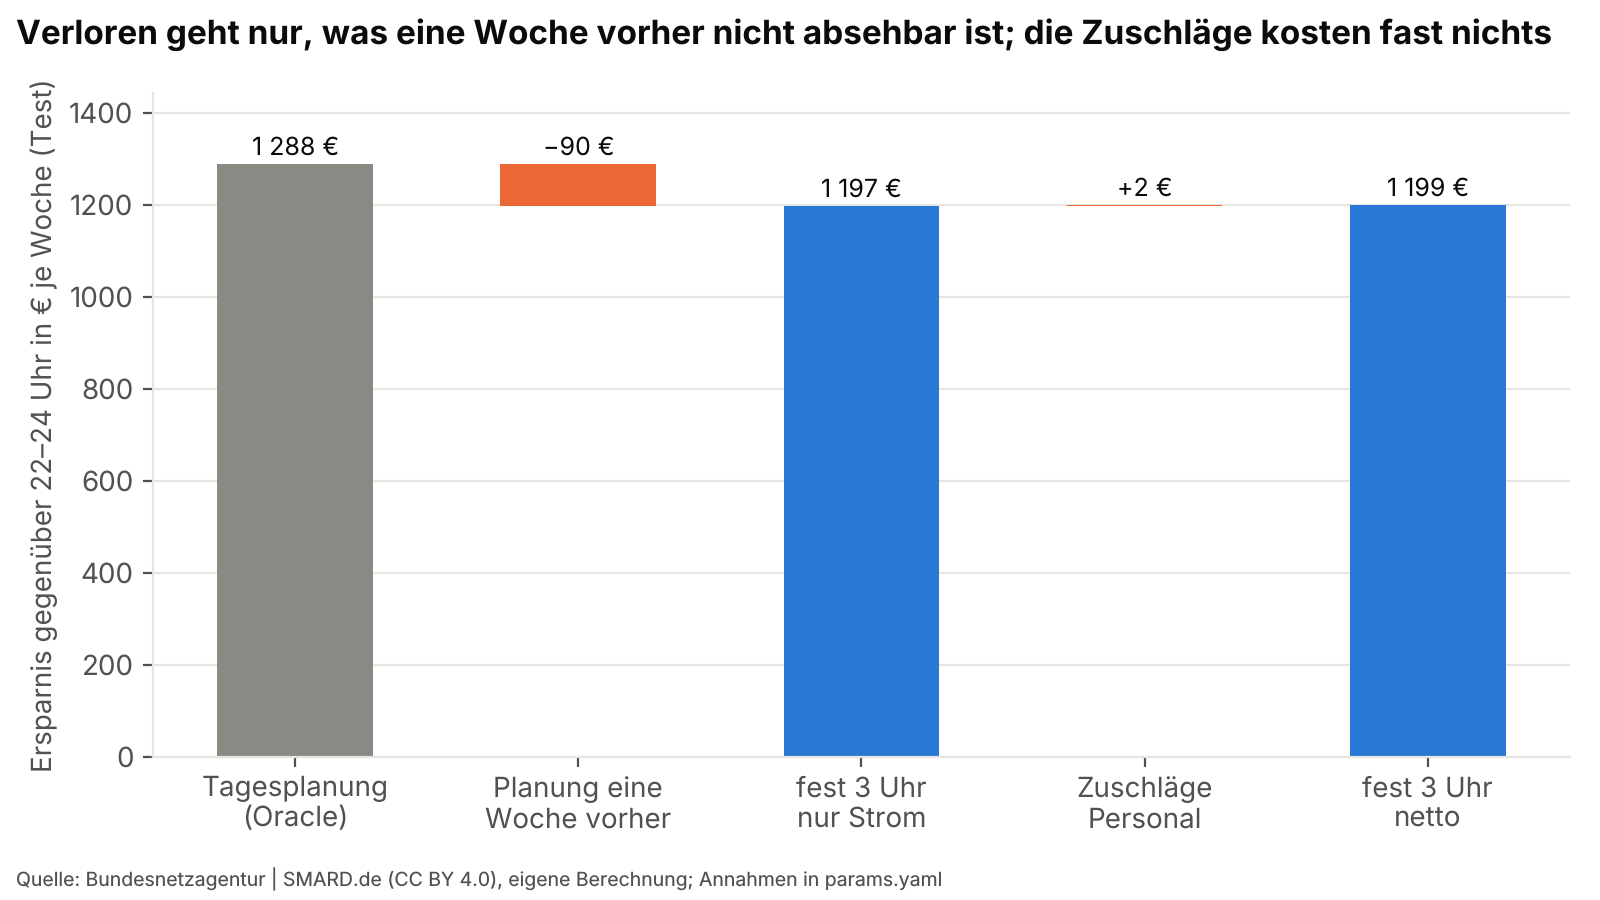 Verloren geht nur, was eine Woche vorher nicht absehbar ist; die Zuschläge kosten fast nichts
Ersparnis gegenüber 22–24 Uhr in € je Woche (Test)
1400
1200
1000
800
600
400
200
0
1 288 €
−90 €
1 197 €
+2 €
1 199 €
Tagesplanung
(Oracle)
Planung eine
Woche vorher
fest 3 Uhr
nur Strom
Zuschläge
Personal
fest 3 Uhr
netto
Quelle: Bundesnetzagentur | SMARD.de (CC BY 4.0), eigene Berechnung; Annahmen in params.yaml